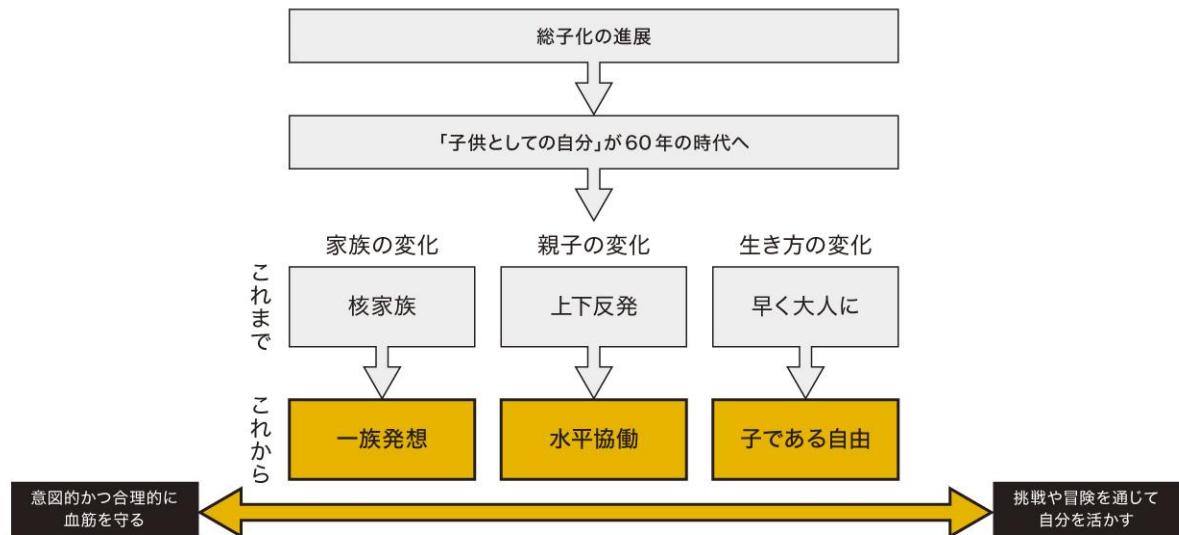 総子化の進展
「子供としての自分」が60年の時代へ
家族の変化
親子の変化
生き方の変化
これまで
核家族
上下反発
早く大人に
これから
一族発想
水平協働
子である自由
意図的かつ合理的に
血筋を守る
挑戦や冒険を通じて
自分を活かす